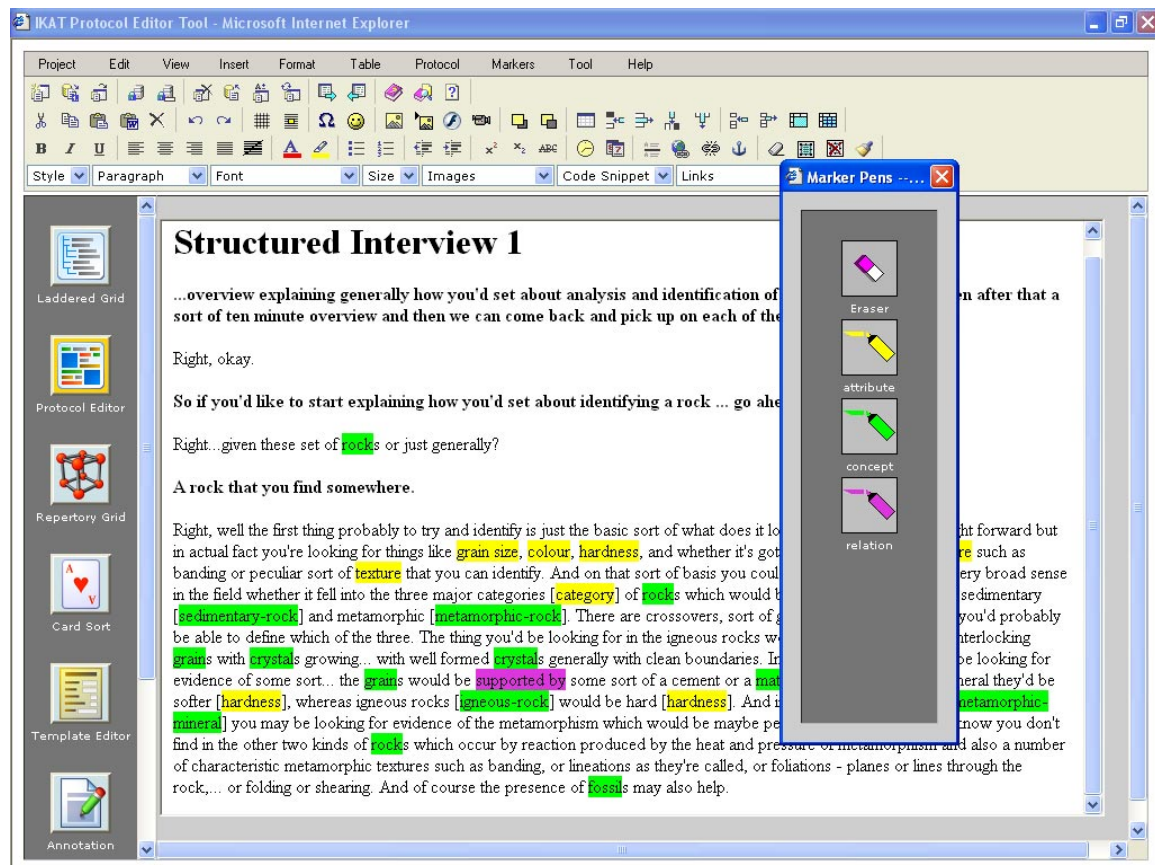 IKAT Protocol Editor Tool - Microsoft Internet Explorer
Project Edit View Insert Format Table Protocol Markers Tool Help
B I U ABC
Style Paragraph Font Size Images Code Snippet Links
Marker Pens --...
Eraser
attribute
concept
relation
Laddered Grid
Protocol Editor
Repertory Grid
Card Sort
Template Editor
Annotation
Structured Interview 1
...overview explaining generally how you'd set about analysis and identification of en after that a
sort of ten minute overview and then we can come back and pick up on each of the
Right, okay.
So if you'd like to start explaining how you'd set about identifying a rock ... go ahe
Right...given these set of rocks or just generally?
A rock that you find somewhere.
Right, well the first thing probably to try and identify is just the basic sort of what does it lo ht forward but
in actual fact you're looking for things like grain size, colour, hardness, and whether it's got re such as
banding or peculiar sort of texture that you can identify. And on that sort of basis you coul ery broad sense
in the field whether it fell into the three major categories [category] of rocks which would b sedimentary
[sedimentary-rock] and metamorphic [metamorphic-rock]. There are crossovers, sort of g you'd probably
be able to define which of the three. The thing you'd be looking for in the igneous rocks w nterlocking
grains with crystals growing... with well formed crystals generally with clean boundaries. In be looking for
evidence of some sort... the grains would be supported by some sort of a cement or a mat neral they'd be
softer [hardness], whereas igneous rocks [igneous-rock] would be hard [hardness]. And i metamorphic-
mineral] you may be looking for evidence of the metamorphism which would be maybe pe know you don't
find in the other two kinds of rocks which occur by reaction produced by the heat and pressure of metamorphism and also a number
of characteristic metamorphic textures such as banding, or lineations as they're called, or foliations - planes or lines through the
rock,... or folding or shearing. And of course the presence of fossils may also help.